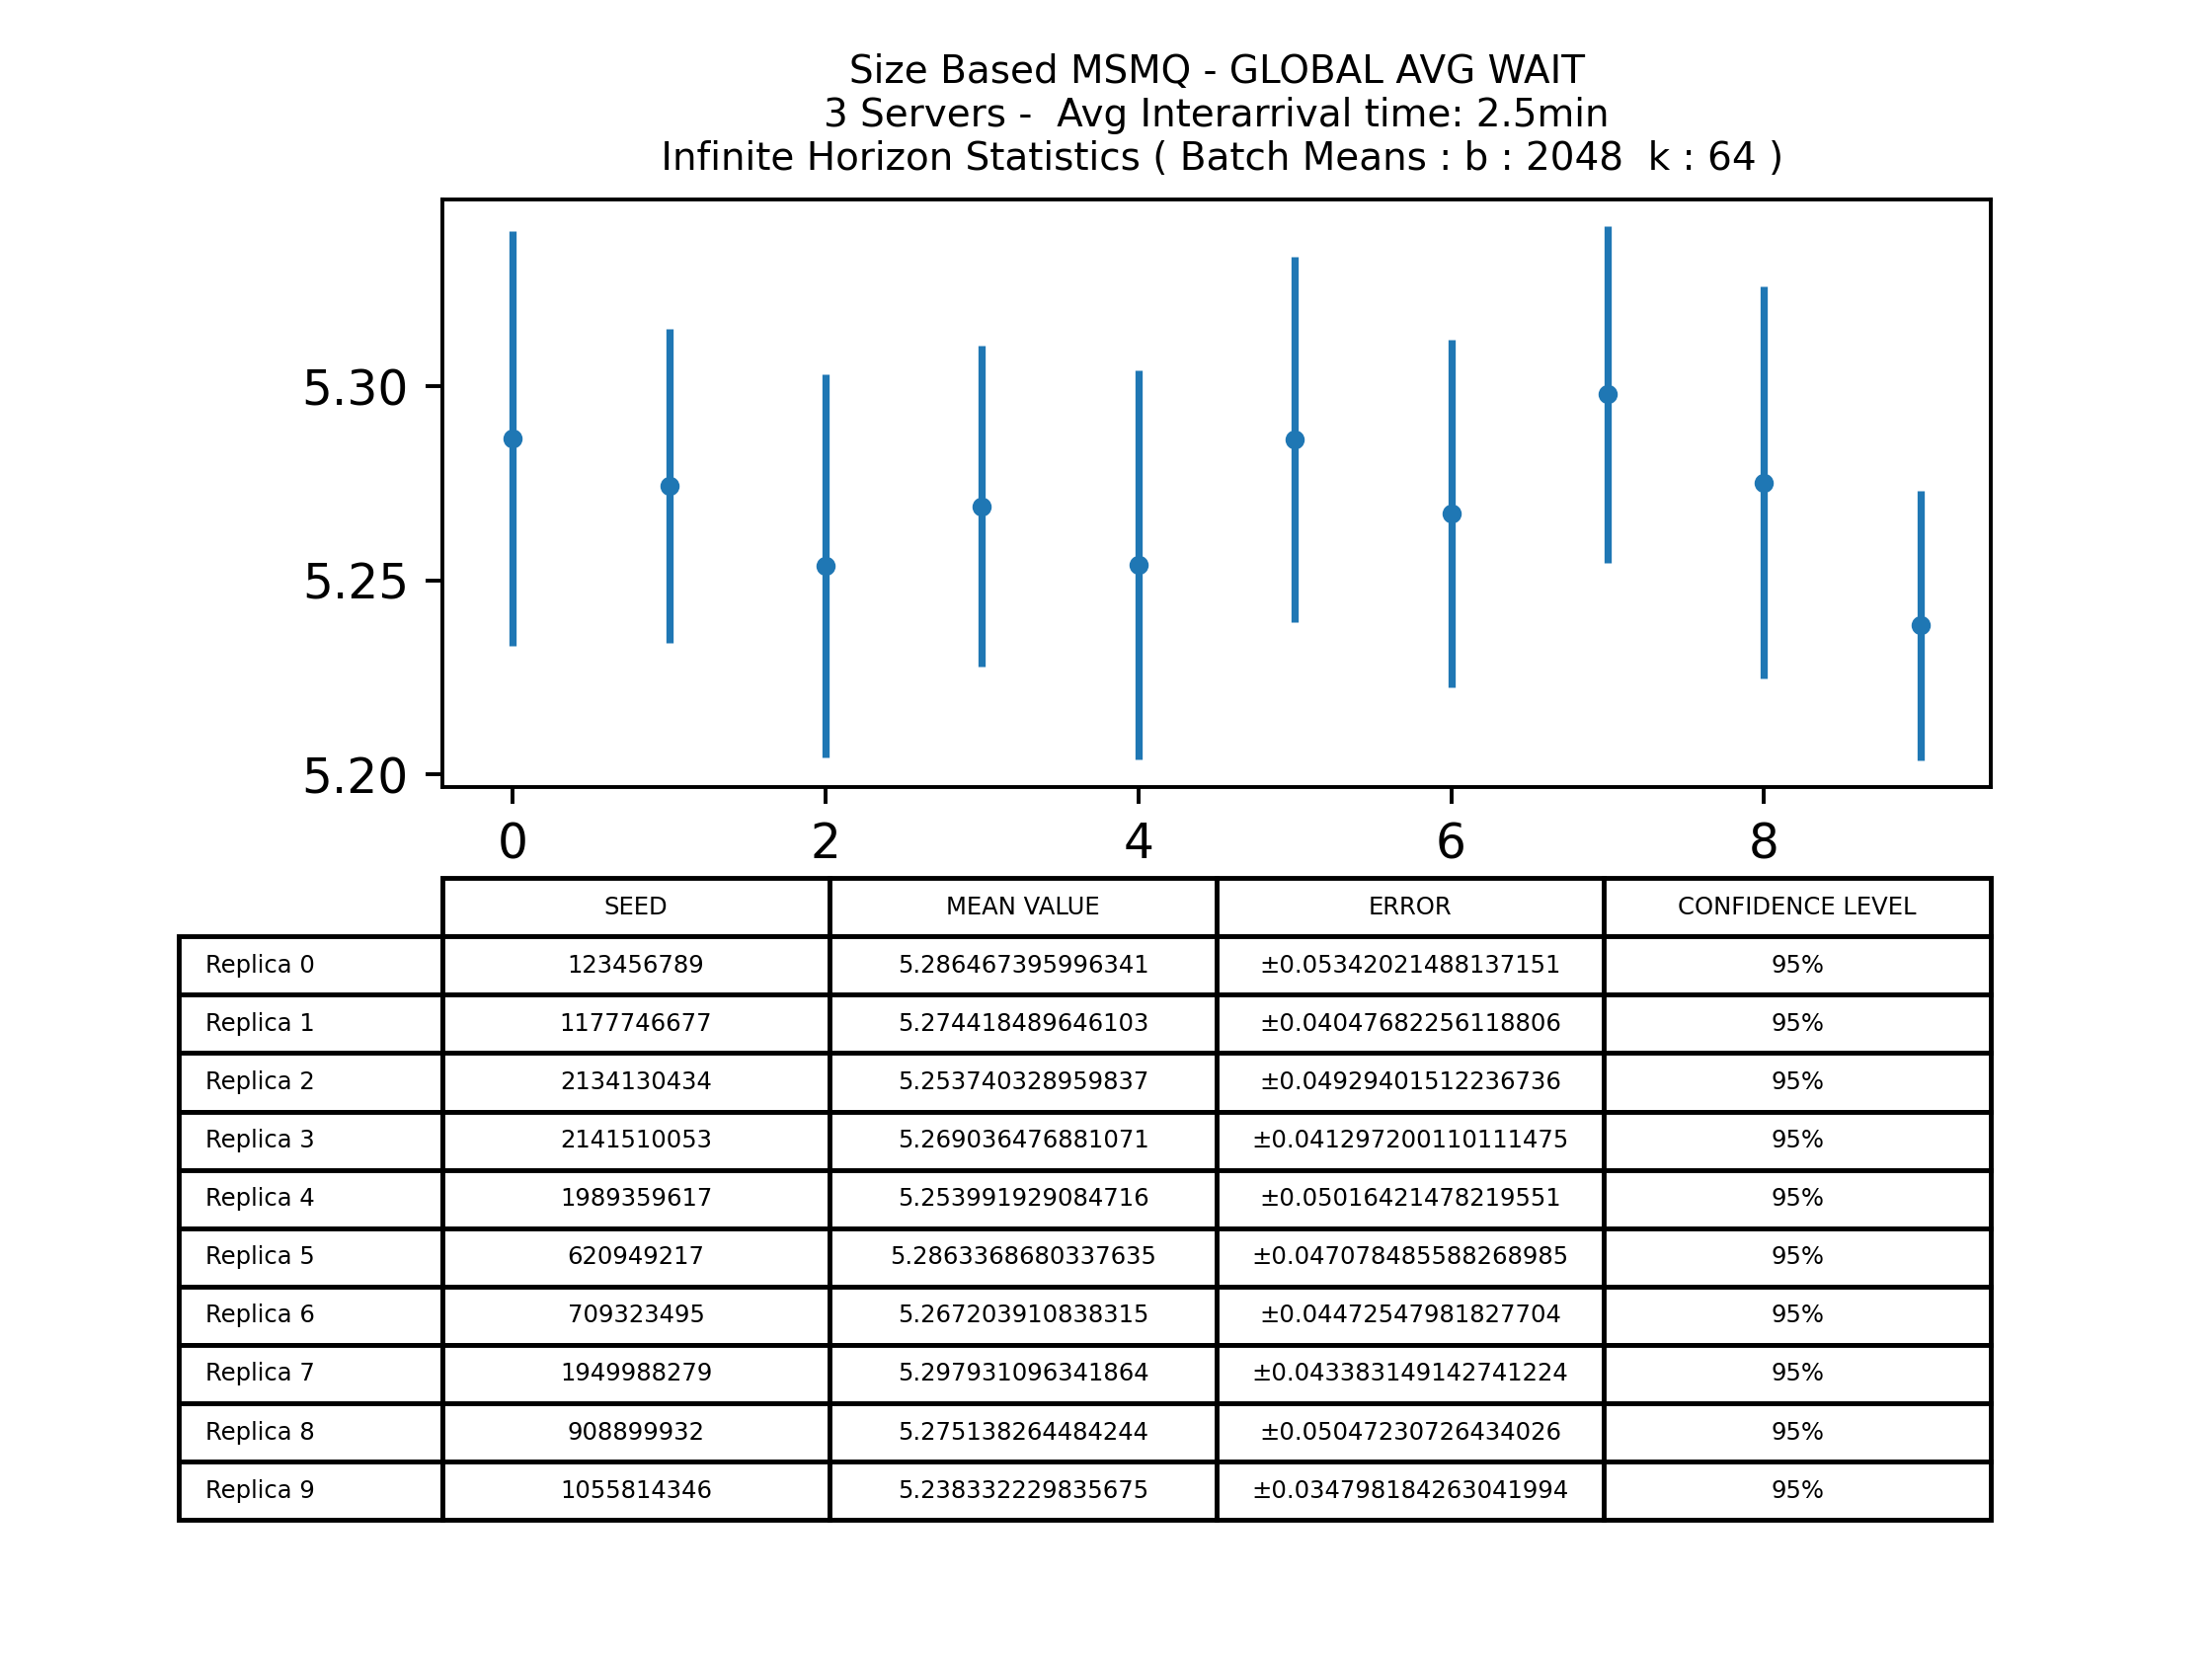 Size Based MSMQ - GLOBAL AVG WAIT
3 Servers -  Avg Interarrival time: 2.5min
Infinite Horizon Statistics ( Batch Means : b : 2048  k : 64 )
5.30
5.25
5.20
0 2 4 6 8
SEED MEAN VALUE ERROR CONFIDENCE LEVEL
Replica 0 123456789 5.286467395996341 ±0.05342021488137151 95%
Replica 1 1177746677 5.274418489646103 ±0.04047682256118806 95%
Replica 2 2134130434 5.253740328959837 ±0.04929401512236736 95%
Replica 3 2141510053 5.269036476881071 ±0.041297200110111475 95%
Replica 4 1989359617 5.253991929084716 ±0.05016421478219551 95%
Replica 5 620949217 5.2863368680337635 ±0.047078485588268985 95%
Replica 6 709323495 5.267203910838315 ±0.04472547981827704 95%
Replica 7 1949988279 5.297931096341864 ±0.043383149142741224 95%
Replica 8 908899932 5.275138264484244 ±0.05047230726434026 95%
Replica 9 1055814346 5.238332229835675 ±0.034798184263041994 95%